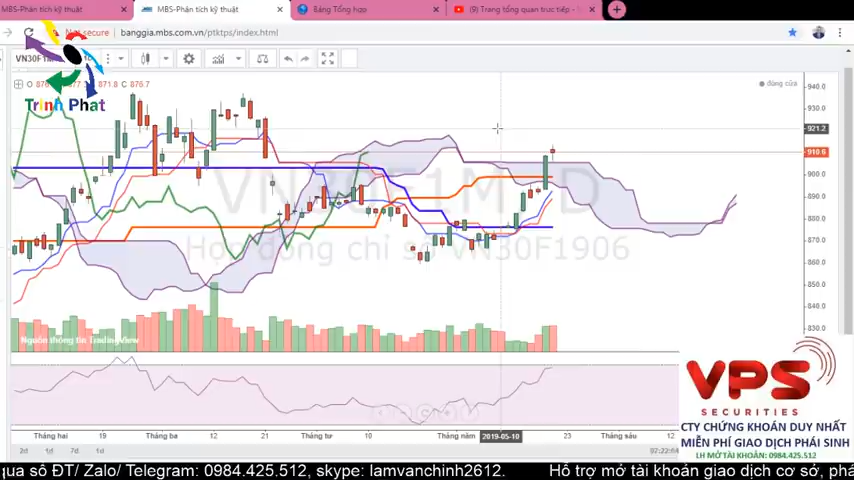 MBS-Phân tích kỹ thuật
MBS-Phân tích kỹ thuật
Bảng Tổng hợp
(9) Trang tổng quan trực tiếp -
Not secure
banggia.mbs.com.vn/ptktps/index.html
VN30F1M
D
871.8 C 876.7
đóng cửa
Trinh Phat
VN30F1M, D
Hợp đồng chỉ số VN30F1906
940.0
930.0
921.2
910.6
900.0
890.0
880.0
870.0
860.0
850.0
840.0
830.0
Nguồn thông tin TradingView
Tháng hai
19
Tháng ba
12
21
Tháng tư
10
Tháng năm
2019-05-10
23
Tháng sáu
12
2d
1d
7d
1d
VPS
SECURITIES
CTY CHỨNG KHOÁN DUY NHẤT
MIỄN PHÍ GIAO DỊCH PHÁI SINH
LH MỞ TÀI KHOẢN: 0984.425.512
qua số ĐT/ Zalo/ Telegram: 0984.425.512, skype: lamvanchinh2612.
Hỗ trợ mở tài khoản giao dịch cơ sở, phá